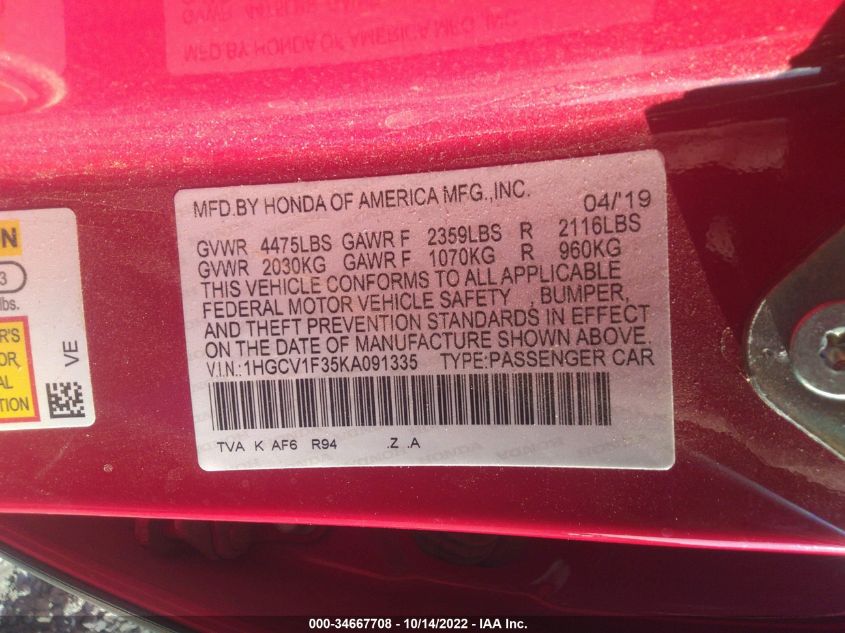 MFD.BY HONDA OF AMERICA MFG.,INC. 04/'19
GVWR 4475LBS GAWR F 2359LBS R 2116LBS
GVWR 2030KG GAWR F 1070KG R 960KG
THIS VEHICLE CONFORMS TO ALL APPLICABLE
FEDERAL MOTOR VEHICLE SAFETY , BUMPER,
AND THEFT PREVENTION STANDARDS IN EFFECT
ON THE DATE OF MANUFACTURE SHOWN ABOVE.
V.I.N.:1HGCV1F35KA091335 TYPE:PASSENGER CAR
TVA K AF6 R94 .Z .A
3
lbs.
VE
000-34667708 - 10/14/2022 - IAA Inc.